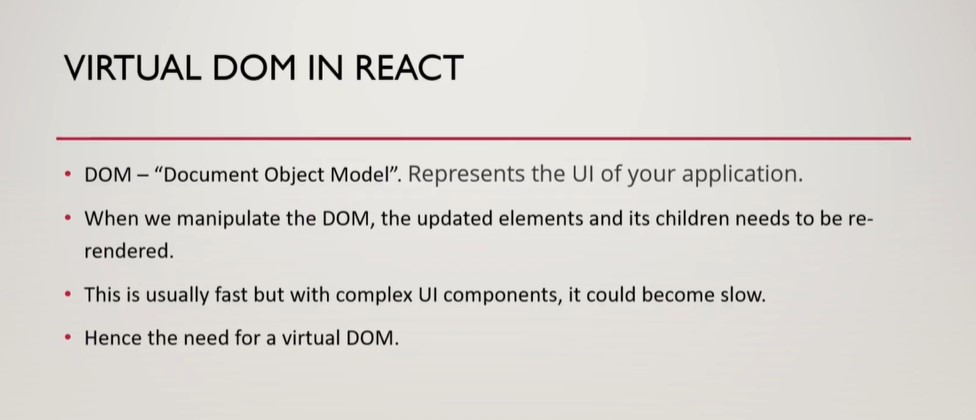 VIRTUAL DOM IN REACT
• DOM – “Document Object Model”. Represents the UI of your application.
• When we manipulate the DOM, the updated elements and its children needs to be re-
rendered.
• This is usually fast but with complex UI components, it could become slow.
• Hence the need for a virtual DOM.